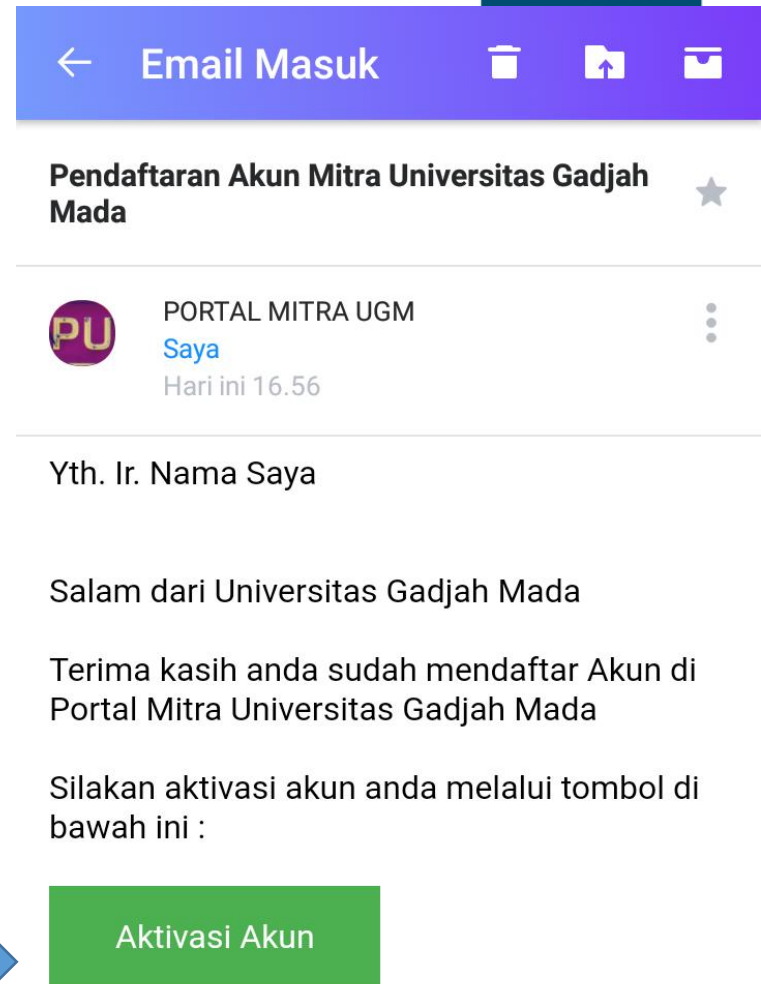 Email Masuk
Pendaftaran Akun Mitra Universitas Gadjah
Mada
PU
PORTAL MITRA UGM
Saya
Hari ini 16.56
Yth. Ir. Nama Saya
Salam dari Universitas Gadjah Mada
Terima kasih anda sudah mendaftar Akun di
Portal Mitra Universitas Gadjah Mada
Silakan aktivasi akun anda melalui tombol di
bawah ini :
Aktivasi Akun